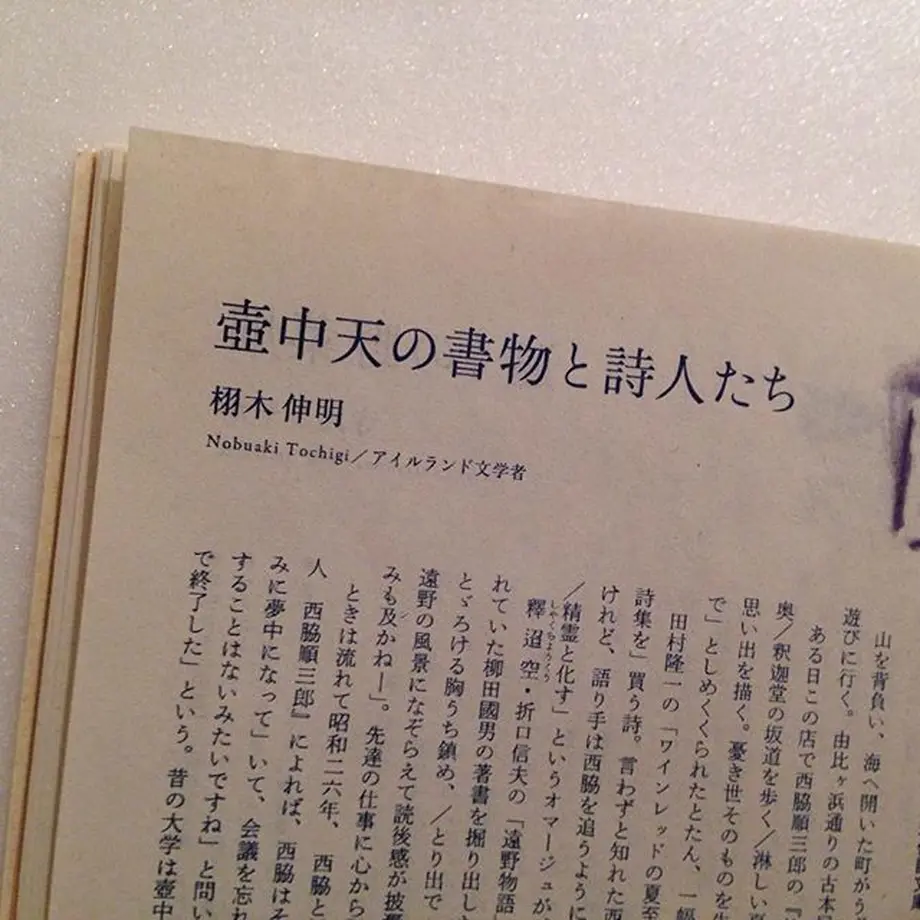 壺中天の書物と詩人たち
栩木 伸明
Nobuaki Tochigi／アイルランド文学者
山を背負い、海へ開いた町がう
遊びに行く。由比ヶ浜通りの古本
ある日この店で西脇順三郎の『
奥／釈迦堂の坂道を歩く／淋しい
思い出を描く。憂き世そのものを
で」としめくくられたとたん、一
田村隆一の「ワインレッドの夏至
詩集を」買う詩。言わずと知れた西
けれど、語り手は西脇を追うように
／精霊と化す」というオマージュが
釋迢空・折口信夫の「遠野物語
しやくちようくう
れていた柳田國男の著書を掘り出し
とゞろける胸うち鎮め、／とり出で
遠野の風景になぞらえて読後感が披
みも及かねー」。先達の仕事に心から
ときは流れて昭和二六年、西脇と
人　西脇順三郎』によれば、西脇はそ
みに夢中になって」いて、会議を忘れ
することはないみたいですね」と問い
で終了した」という。昔の大学は壺中